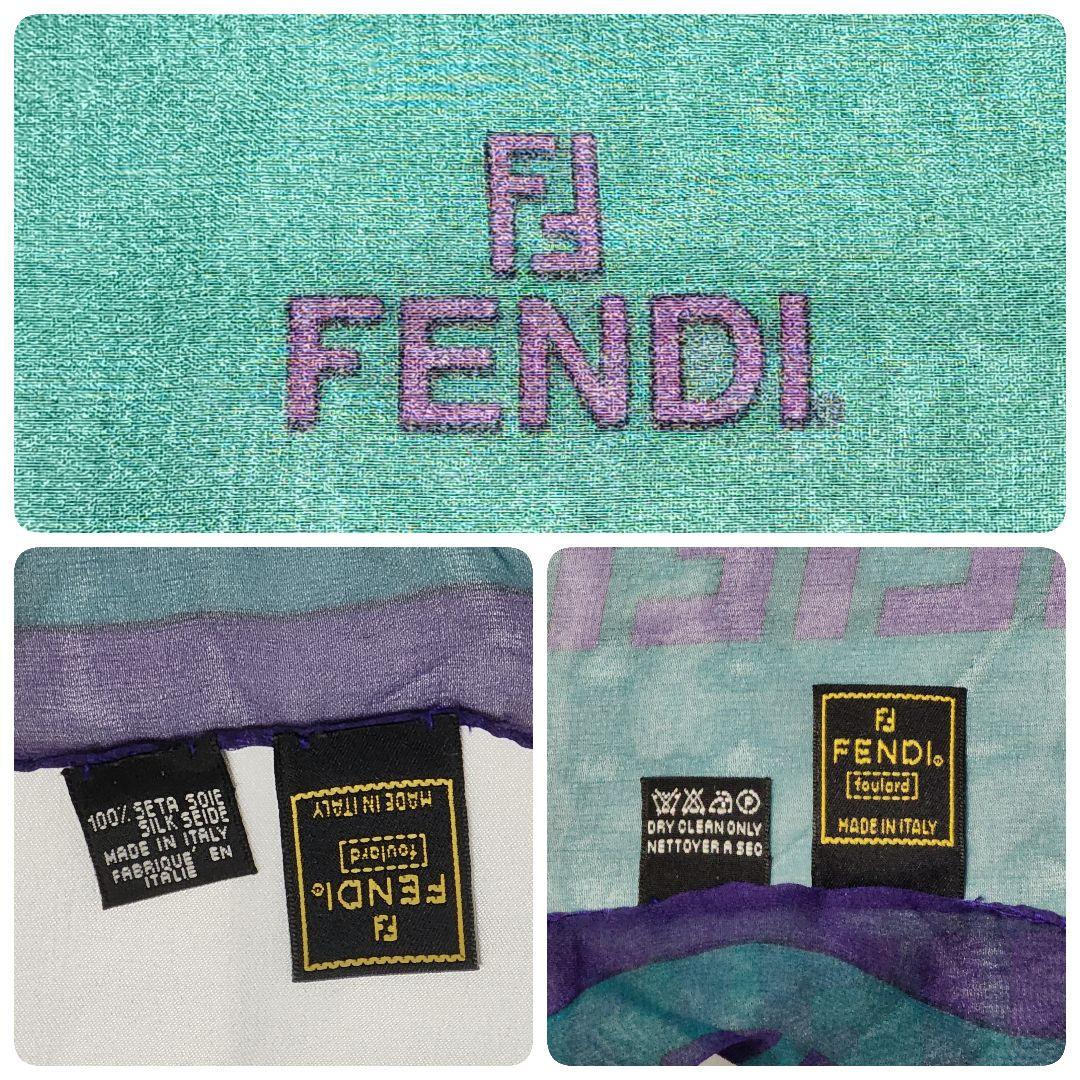 FF
FENDI®
100% SETA SOIE
SILK SEIDE
MADE IN ITALY
FABRIQUÉ EN
ITALIE
MADE IN ITALY
foulard
FENDI®
FF
DRY CLEAN ONLY
NETTOYER A SEC
FF
FENDI®
foulard
MADE IN ITALY